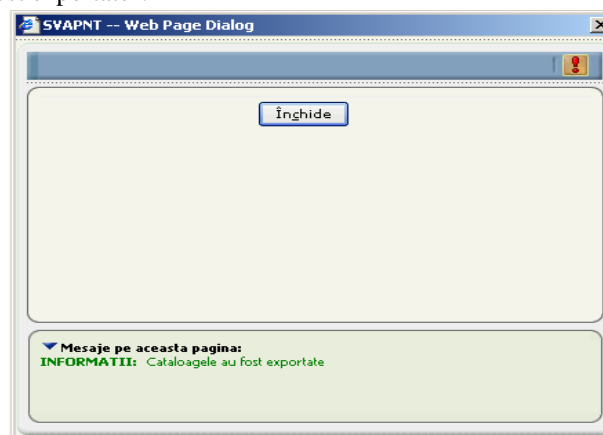 SVAPNT -- Web Page Dialog
Închide
Mesaje pe aceasta pagina:
INFORMATII: Cataloagele au fost exportate